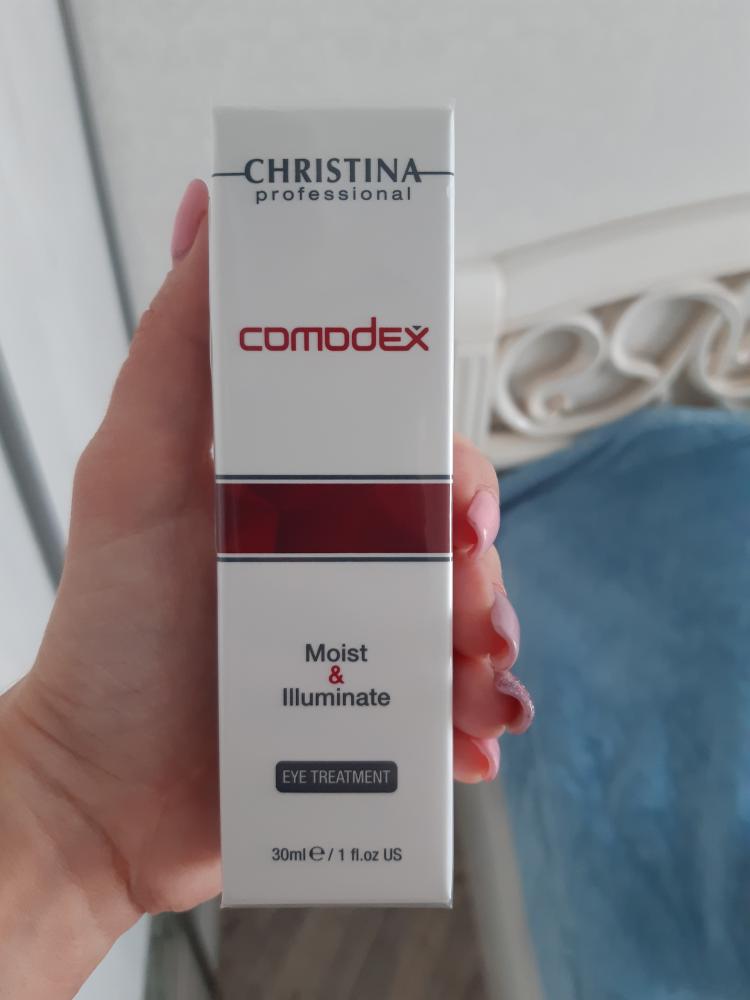 CHRISTINA
professional
comodex
Moist
&
Illuminate
EYE TREATMENT
30ml ℮ / 1 fl.oz US